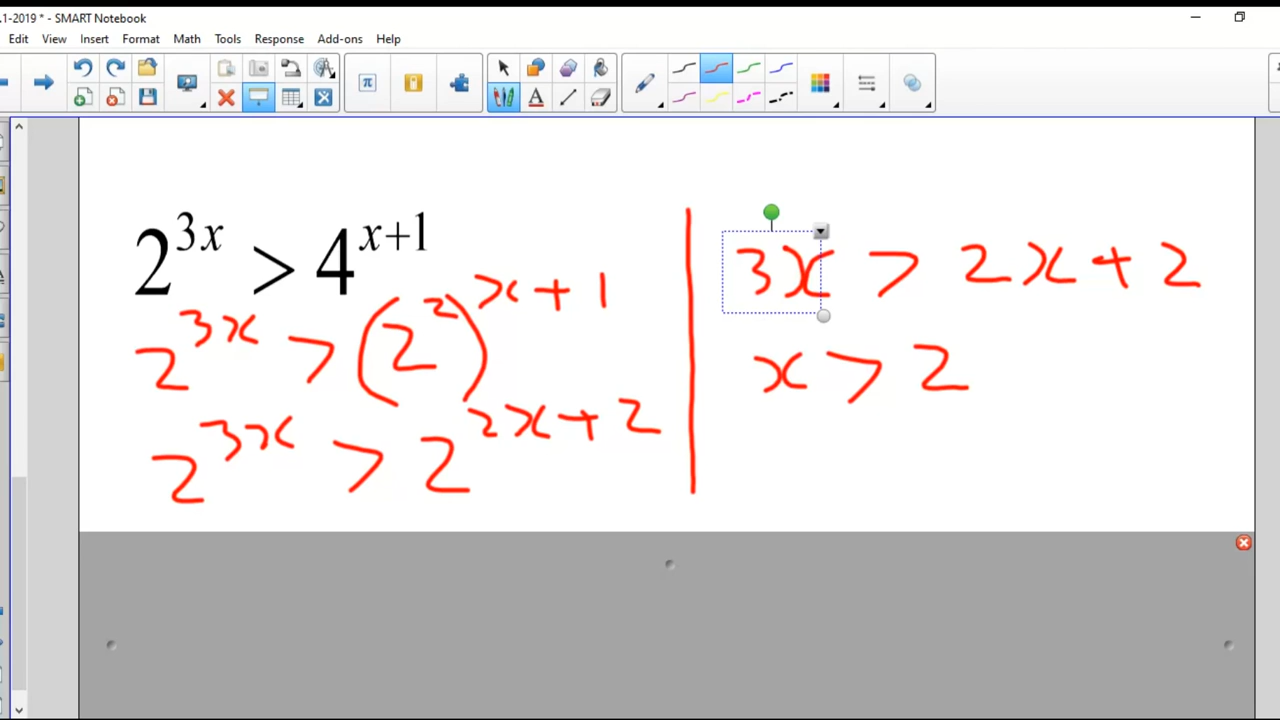 .1-2019 * - SMART Notebook
Edit View Insert Format Math Tools Response Add-ons Help
π
A
2^{3x} > 4^{x+1}
2^{3x} > (2^2)^{x+1}
2^{3x} > 2^{2x+2}
3x > 2x+2
x > 2